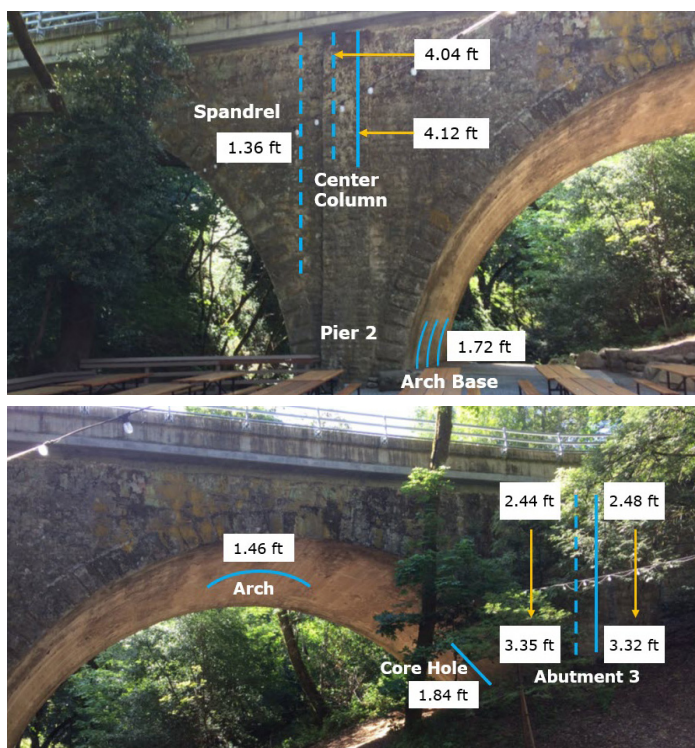 4.04 ft
Spandrel
1.36 ft
4.12 ft
Center
Column
Pier 2
1.72 ft
Arch Base
2.44 ft
2.48 ft
1.46 ft
Arch
3.35 ft
3.32 ft
Core Hole
Abutment 3
1.84 ft